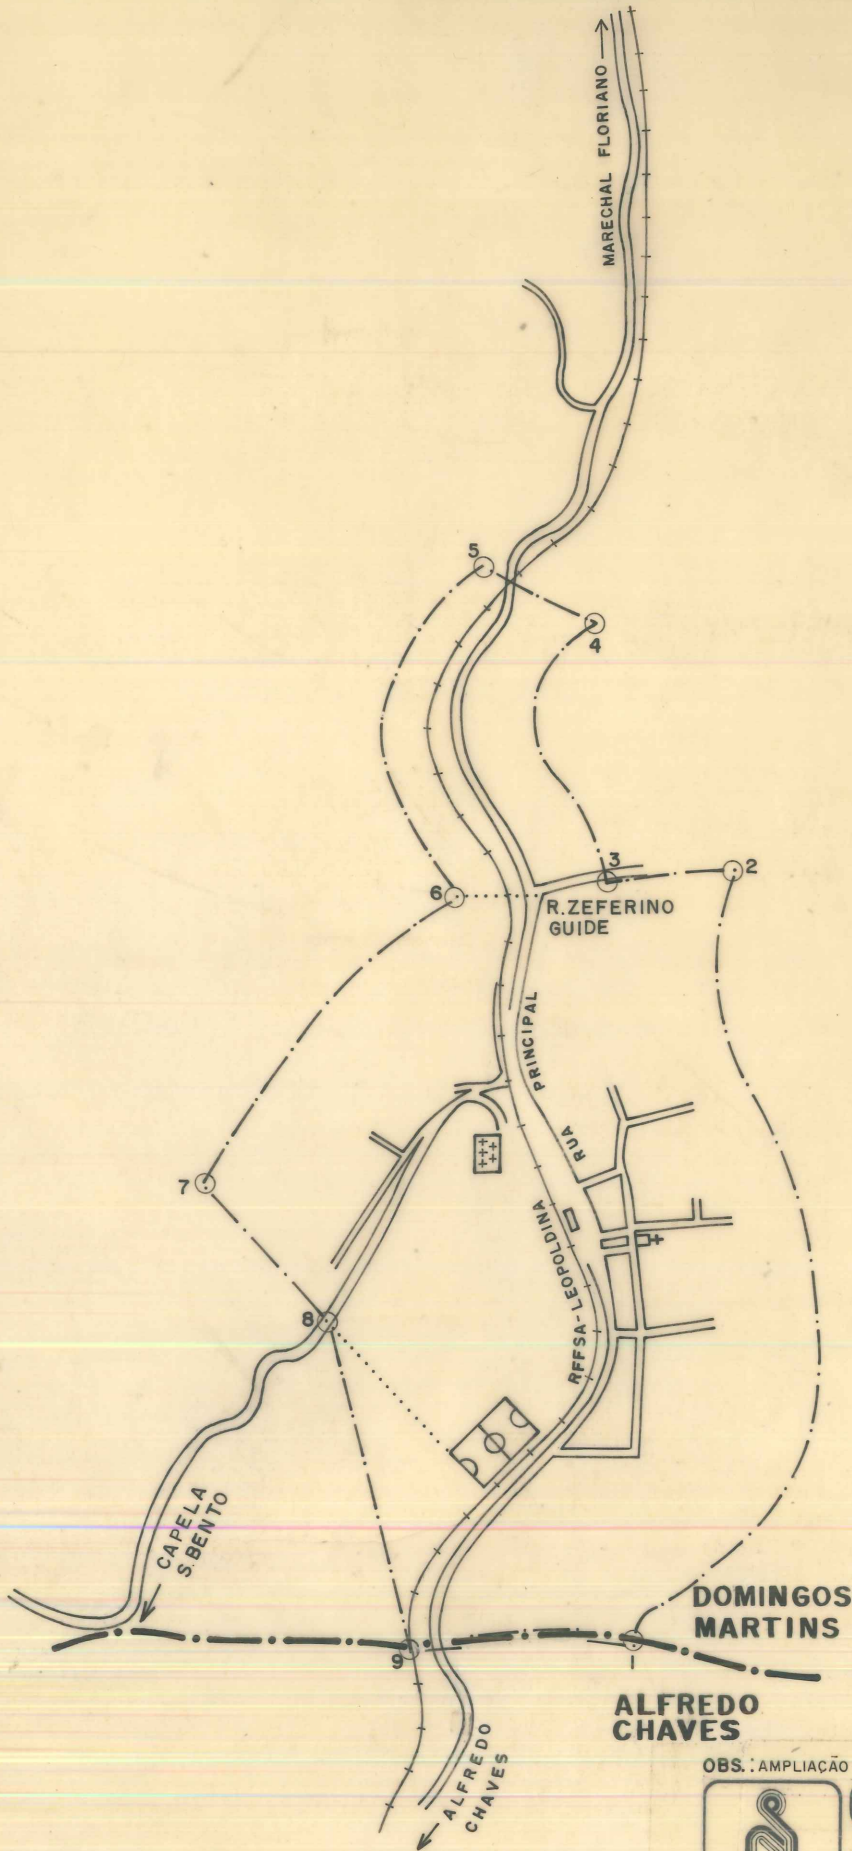 MARECHAL FLORIANO
5
4
3
2
6
R. ZEFERINO
GUIDE
PRINCIPAL
RUA
7
RFFSA-LEOPOLDINA
8
CAPELA
S. BENTO
DOMINGOS
MARTINS
9
1
ALFREDO
CHAVES
ALFREDO
CHAVES
OBS.: AMPLIAÇÃO